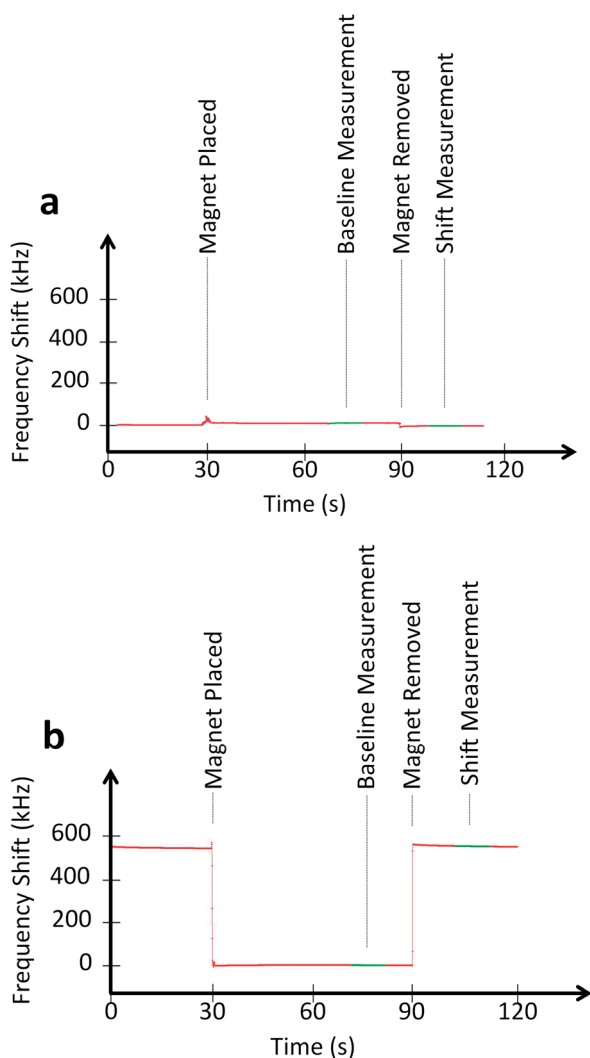 a
Magnet Placed
Baseline Measurement
Magnet Removed
Shift Measurement
Frequency Shift (kHz)
600
400
200
0
0
30
60
90
120
Time (s)
b
Magnet Placed
Baseline Measurement
Magnet Removed
Shift Measurement
Frequency Shift (kHz)
600
400
200
0
0
30
60
90
120
Time (s)